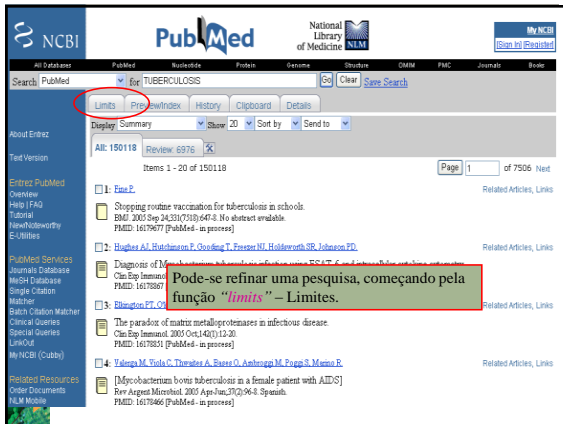 NCBI
PubMed
National
Library
of Medicine NLM
My NCBI
[Sign In] [Register]
All Databases PubMed Nucleotide Protein Genome Structure OMIM PMC Journals Books
Search PubMed for TUBERCULOSIS Go Clear Save Search
Limits Preview/Index History Clipboard Details
Display Summary Show 20 Sort by Send to
All: 150118 Review: 6976
Items 1 - 20 of 150118 Page 1 of 7506 Next
About Entrez
Text Version
Entrez PubMed
Overview
Help | FAQ
Tutorial
New/Noteworthy
E-Utilities
PubMed Services
Journals Database
MeSH Database
Single Citation
Matcher
Batch Citation Matcher
Clinical Queries
Special Queries
LinkOut
My NCBI (Cubby)
Related Resources
Order Documents
NLM Mobile
1: Fine P. Related Articles, Links
Stopping routine vaccination for tuberculosis in schools.
BMJ. 2005 Sep 24;331(7518):647-8. No abstract available.
PMID: 16179677 [PubMed - in process]
2: Hughes AJ, Hutchinson P, Gooding T, Freezer NJ, Holdsworth SR, Johnson PD. Related Articles, Links
Diagnosis of
Clin Exp Immuno
PMID: 16178867
Pode-se refinar uma pesquisa, começando pela
função “limits” – Limites.
3: Elkington PT, Related Articles, Links
The paradox of matrix metalloproteinases in infectious disease.
Clin Exp Immunol. 2005 Oct;142(1):12-20.
PMID: 16178851 [PubMed - in process]
4: Valerga M, Viola C, Thwaites A, Bases O, Ambroggi M, Poggi S, Marino R. Related Articles, Links
[Mycobacterium bovis tuberculosis in a female patient with AIDS]
Rev Argent Microbiol. 2005 Apr-Jun;37(2):96-8. Spanish.
PMID: 16178466 [PubMed - in process]